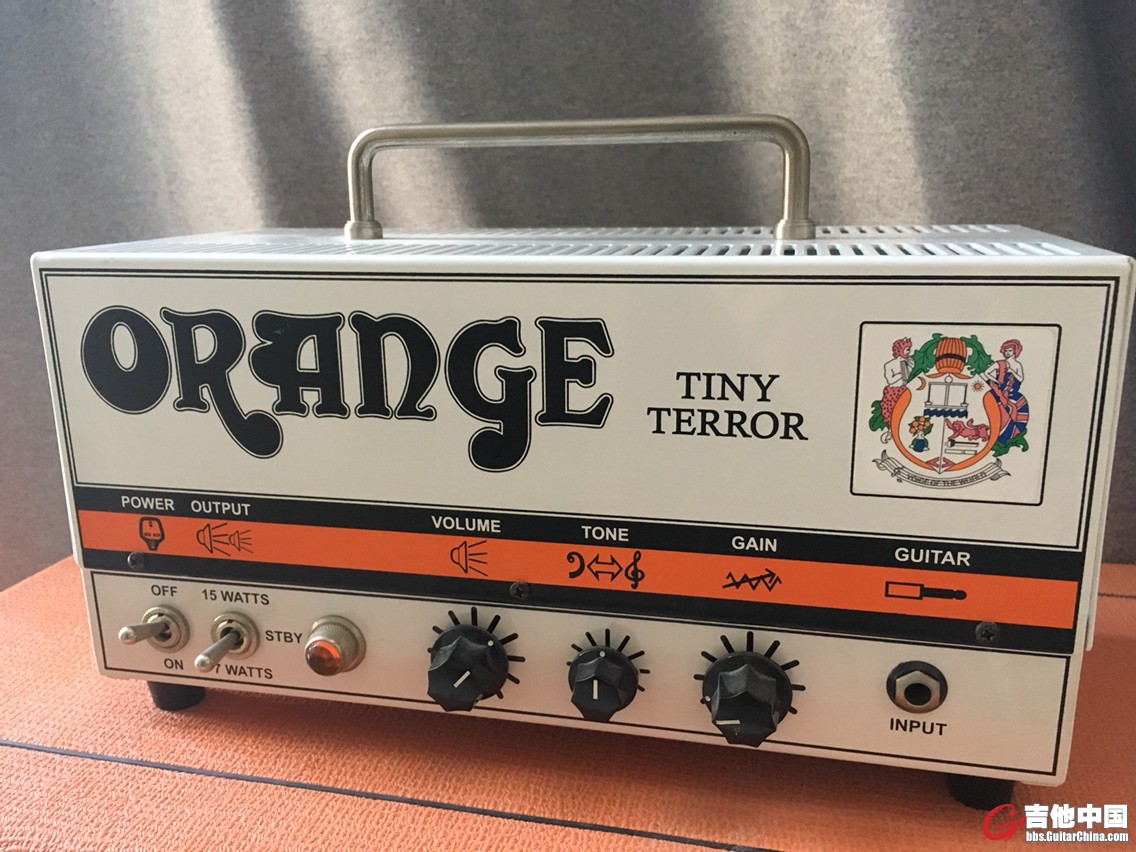 ORANGE
TINY
TERROR
VOICE OF THE WORLD
POWER OUTPUT VOLUME TONE GAIN GUITAR
OFF 15 WATTS
STBY
ON 7 WATTS
INPUT
吉他中国
bbs.GuitarChina.com